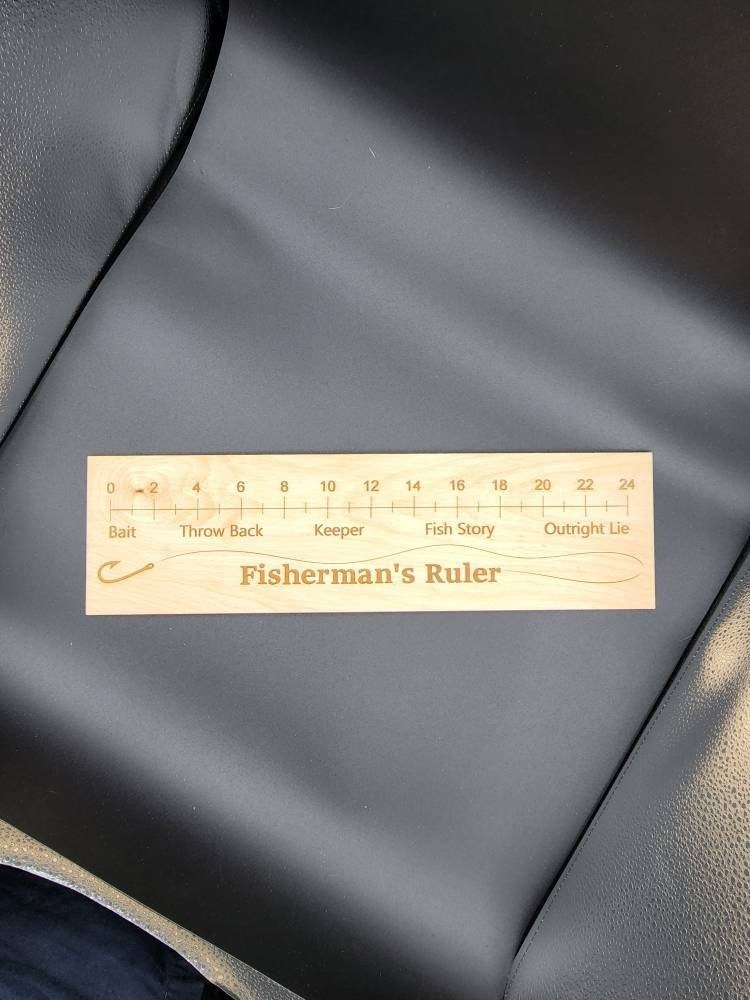 0 2 4 6 8 10 12 14 16 18 20 22 24
Bait Throw Back Keeper Fish Story Outright Lie
Fisherman's Ruler